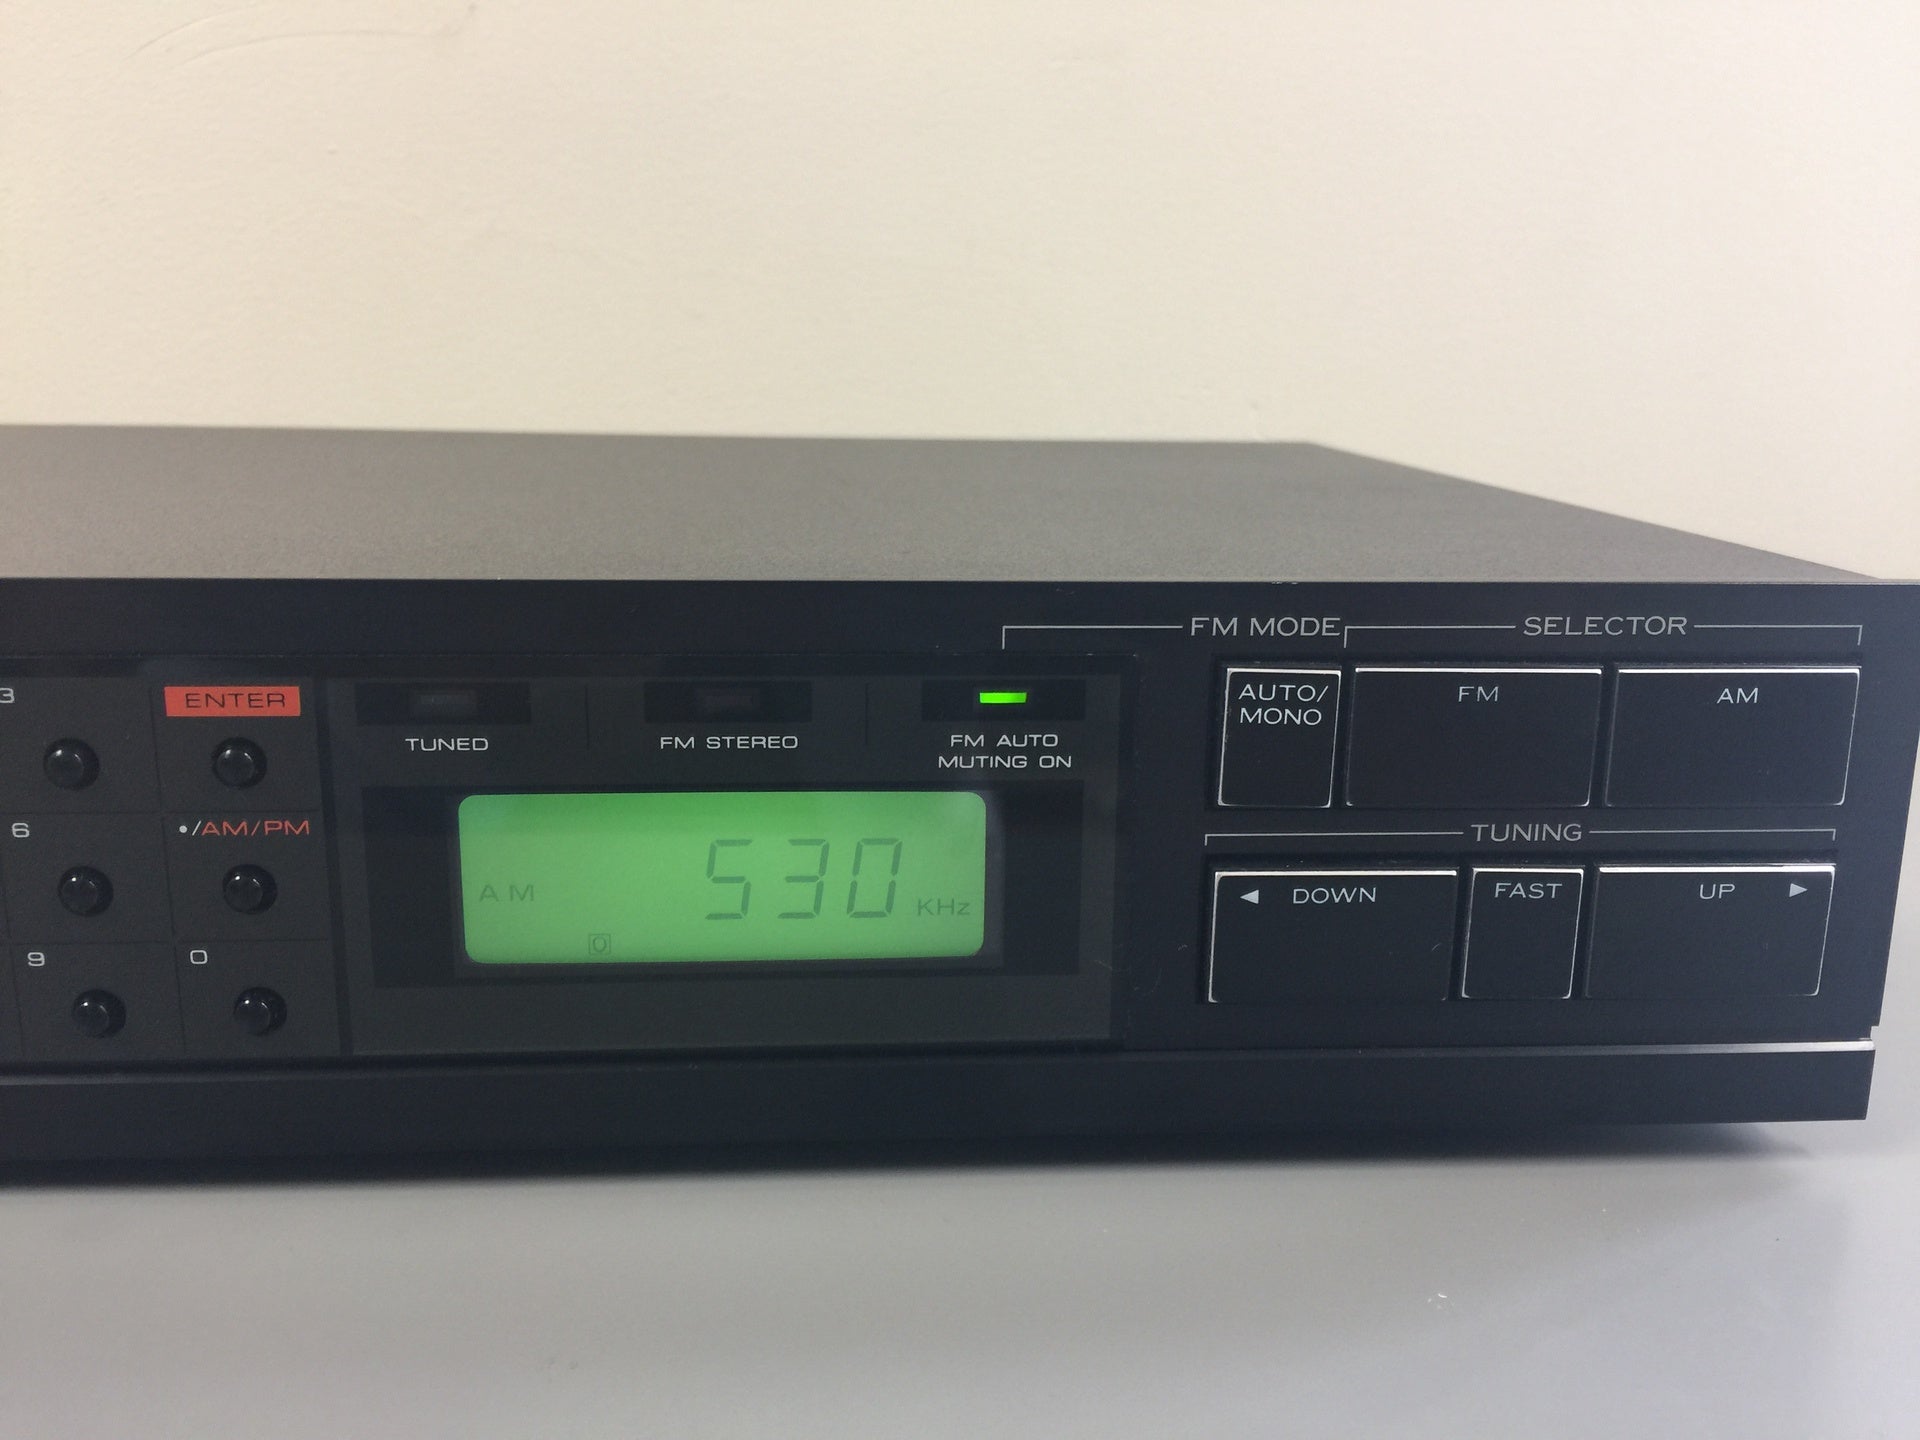 FM MODE
SELECTOR
3
ENTER
TUNED
FM STEREO
FM AUTO
MUTING ON
AUTO/
MONO
FM
AM
6
•/AM/PM
AM
530
KHz
0
TUNING
◄ DOWN
FAST
UP ►
9
0